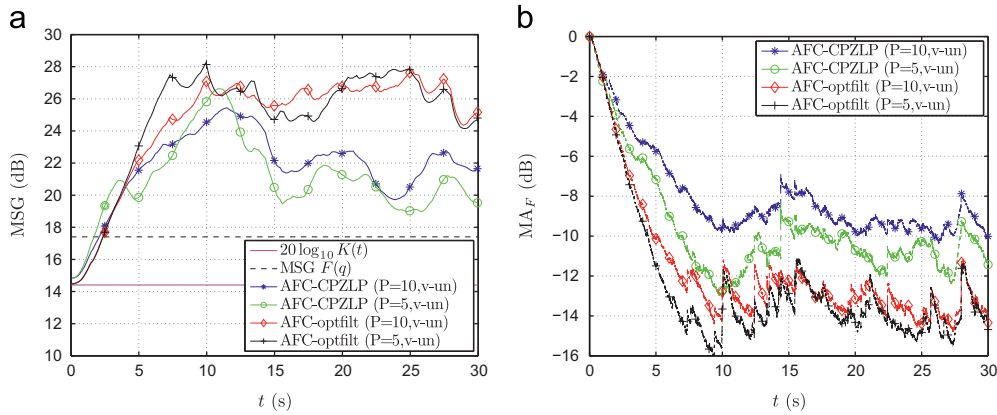 a
30
28
26
24
22
20
18
16
14
12
10
MSG (dB)
0 5 10 15 20 25 30
t (s)
20 log₁₀ K(t)
MSG F(q)
AFC-CPZLP (P=10,v-un)
AFC-CPZLP (P=5,v-un)
AFC-optfilt (P=10,v-un)
AFC-optfilt (P=5,v-un)
b
0
−2
−4
−6
−8
−10
−12
−14
−16
MA_F (dB)
0 5 10 15 20 25 30
t (s)
AFC-CPZLP (P=10,v-un)
AFC-CPZLP (P=5,v-un)
AFC-optfilt (P=10,v-un)
AFC-optfilt (P=5,v-un)